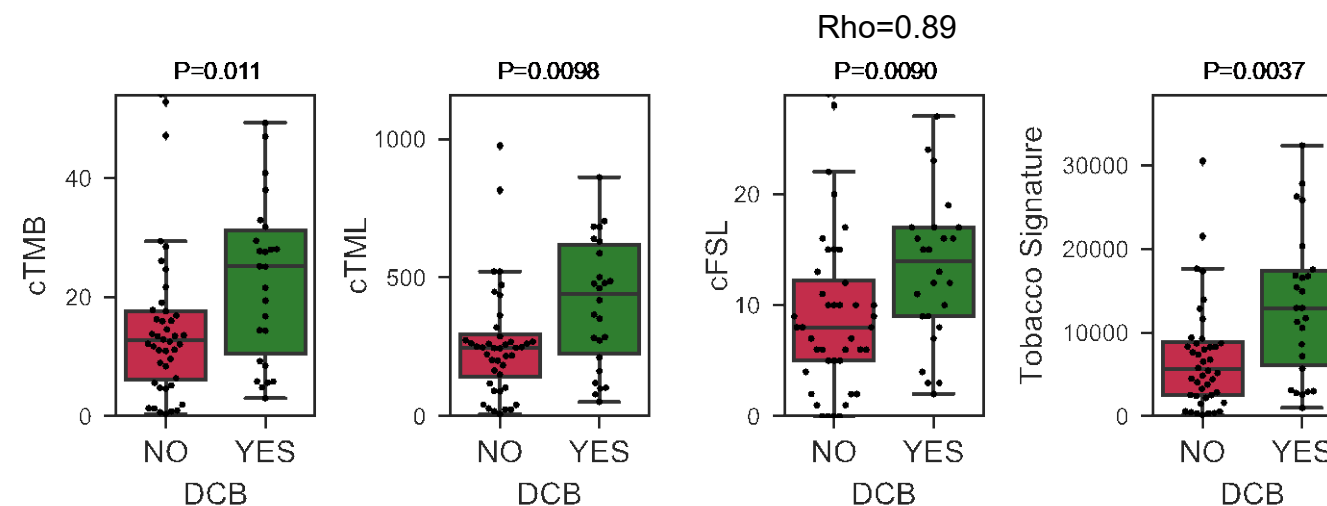 Rho=0.89
P=0.011
P=0.0098
P=0.0090
P=0.0037
cTMB
40
20
0
NO YES
DCB
cTML
1000
500
0
NO YES
DCB
cFSL
20
10
0
NO YES
DCB
Tobacco Signature
30000
20000
10000
0
NO YES
DCB